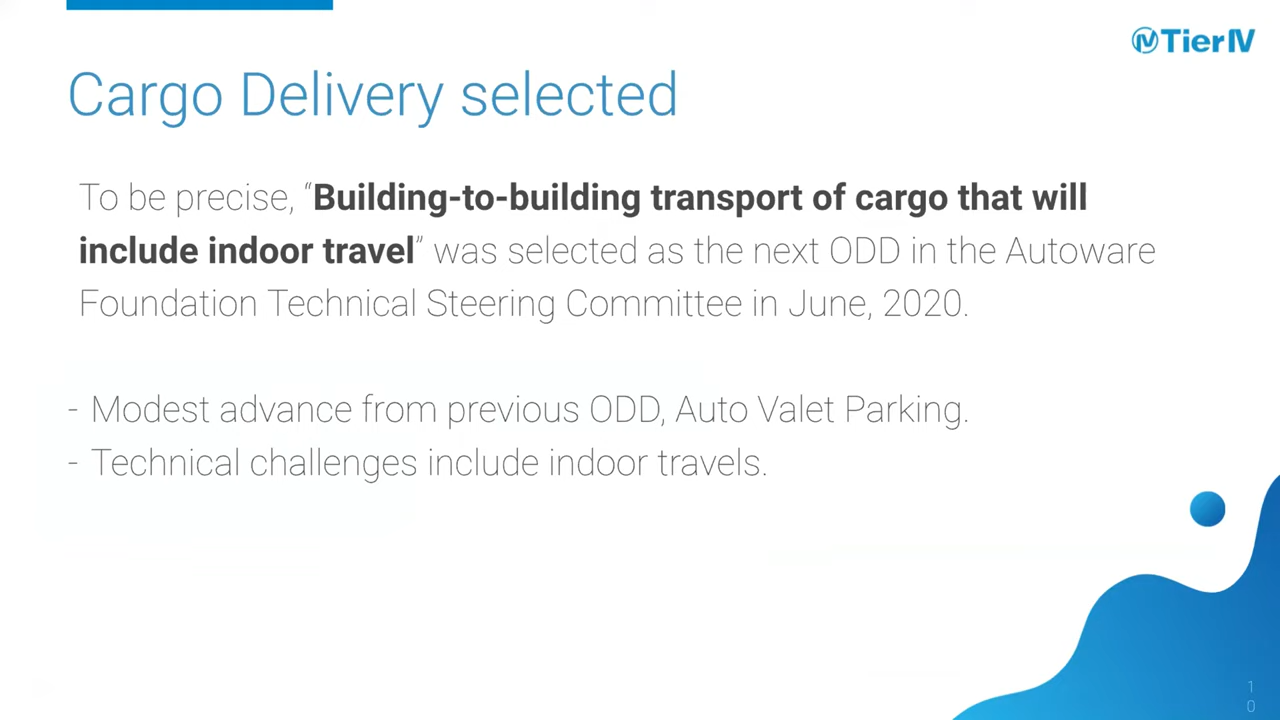 TierIV
Cargo Delivery selected
To be precise, “Building-to-building transport of cargo that will
include indoor travel” was selected as the next ODD in the Autoware
Foundation Technical Steering Committee in June, 2020.
- Modest advance from previous ODD, Auto Valet Parking.
- Technical challenges include indoor travels.
1
0